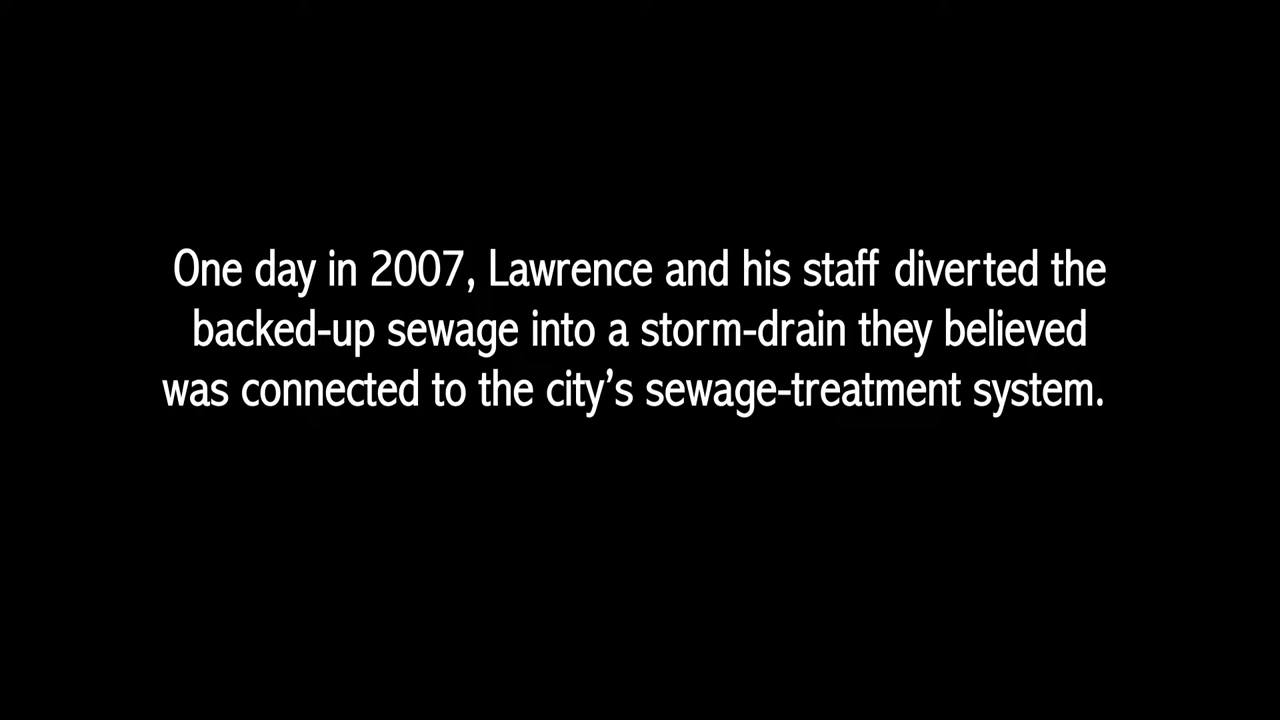 One day in 2007, Lawrence and his staff diverted the
backed-up sewage into a storm-drain they believed
was connected to the city’s sewage-treatment system.